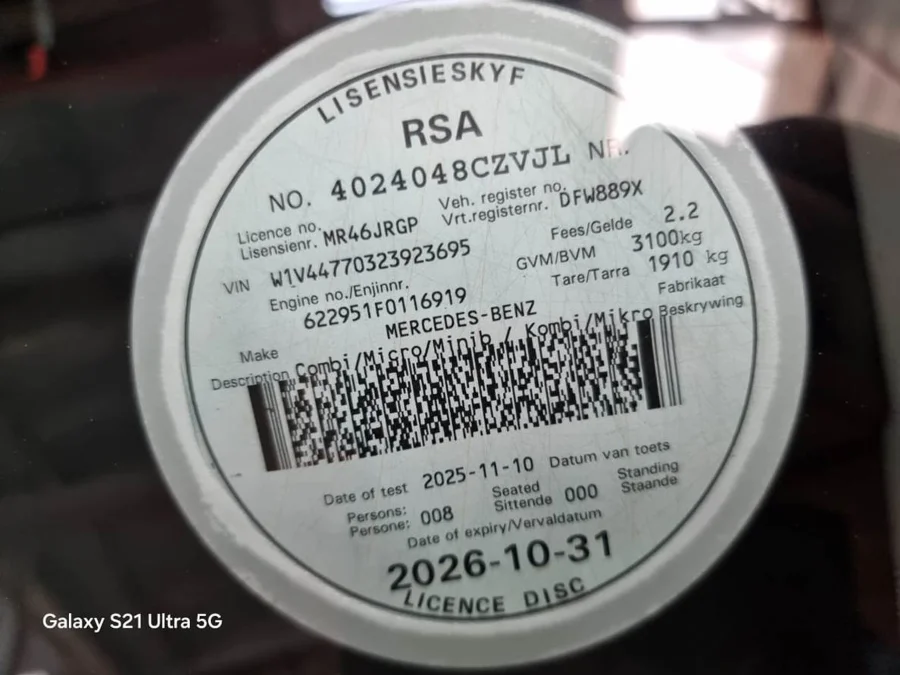 LISENSIESKYF
RSA
NO. 4024048CZVJL NR.
Licence no. Veh. register no.
Lisensienr. MR46JRGP Vrt.registernr. DFW889X
VIN W1V44770323923695 Fees/Gelde 2.2
Engine no./Enjinnr. GVM/BVM 3100kg
622951F0116919 Tare/Tarra 1910 kg
Make MERCEDES-BENZ Fabrikaat
Description Combi/Micro/Minib / Kombi/Mikro Beskrywing
Date of test 2025-11-10 Datum van toets
Persons: Seated Standing
Persone: 008 Sittende 000 Staande
Date of expiry/Vervaldatum
2026-10-31
LICENCE DISC
Galaxy S21 Ultra 5G